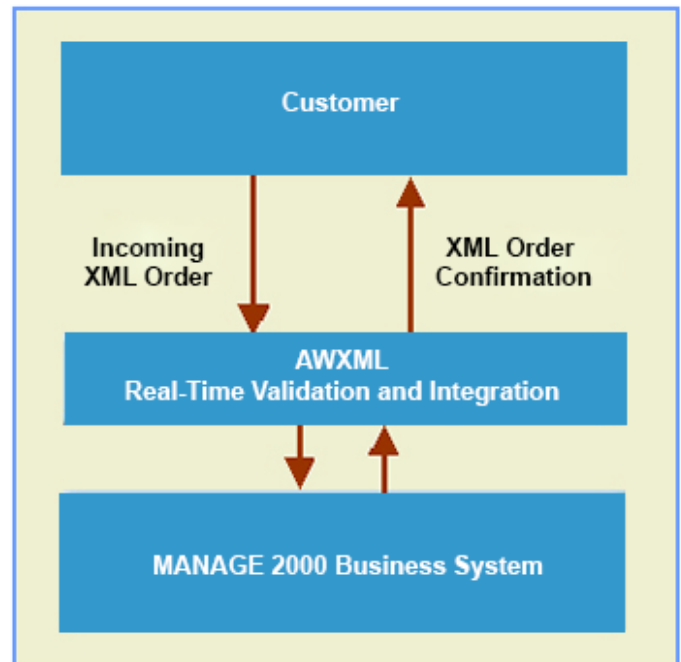 Customer
Incoming
XML Order
XML Order
Confirmation
AWXML
Real-Time Validation and Integration
MANAGE 2000 Business System